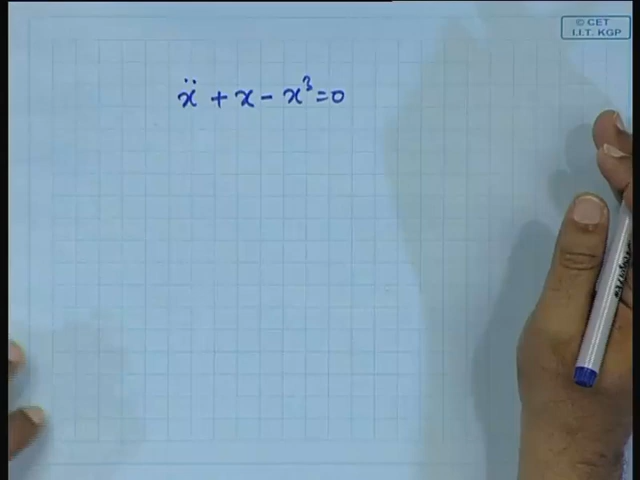 © CET
I.I.T. KGP
ẍ + x - x³ = 0